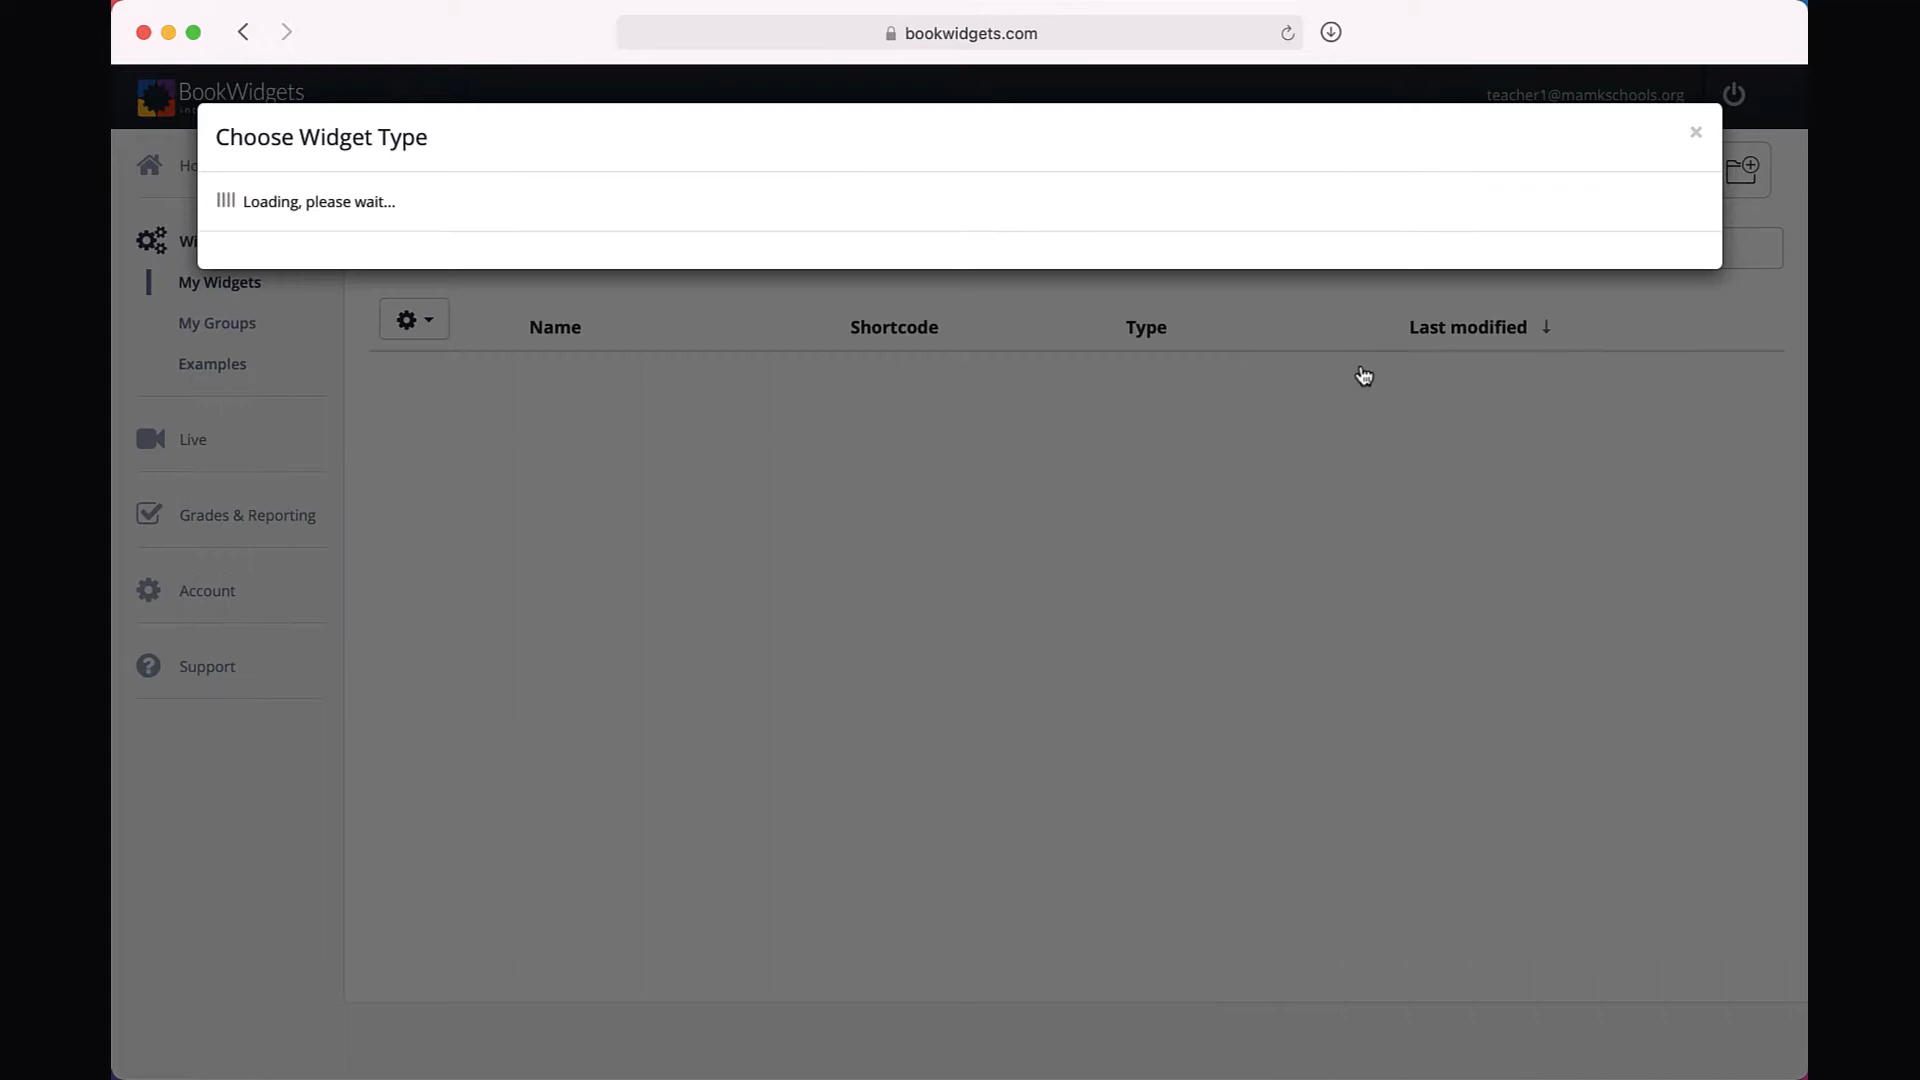 bookwidgets.com
BookWidgets
teacher1@mamkschools.org
Choose Widget Type
×
Loading, please wait...
My Widgets
My Groups
Examples
Name
Shortcode
Type
Last modified ↓
Live
Grades & Reporting
Account
Support